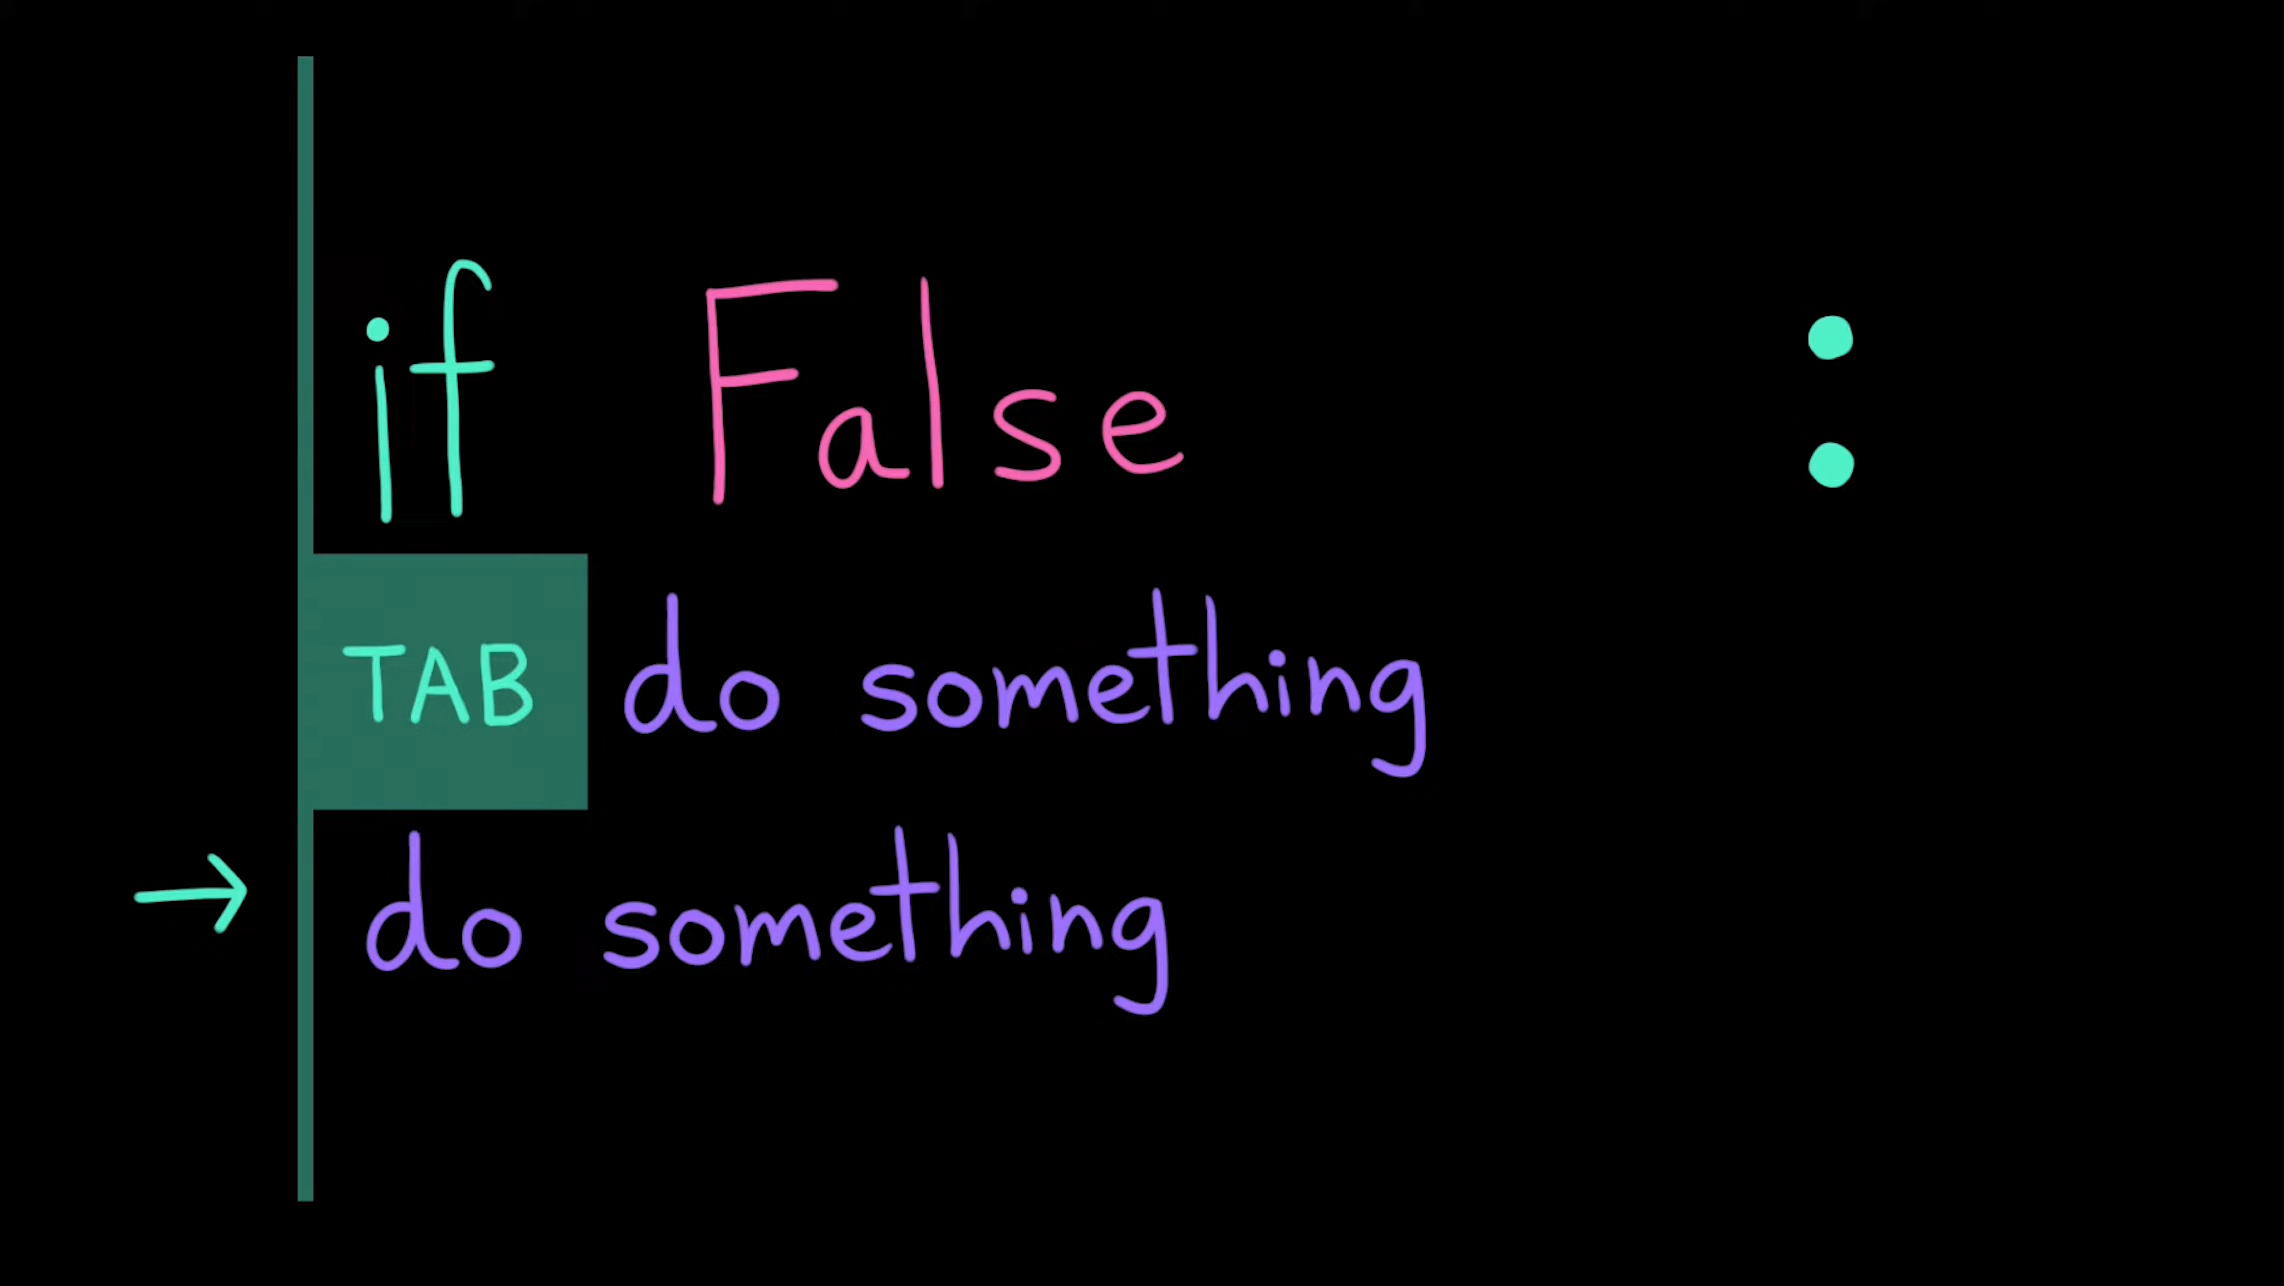 if False :
TAB do something
→ do something